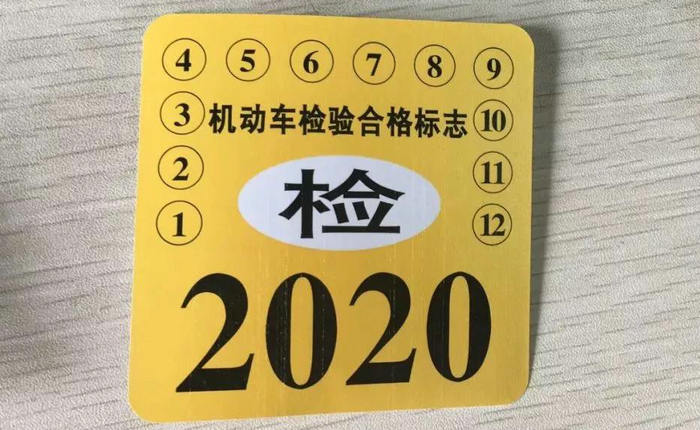 ④ ⑤ ⑥ ⑦ ⑧ ⑨
③ 机动车检验合格标志 ⑩
② ⑪
检
① ⑫
2020